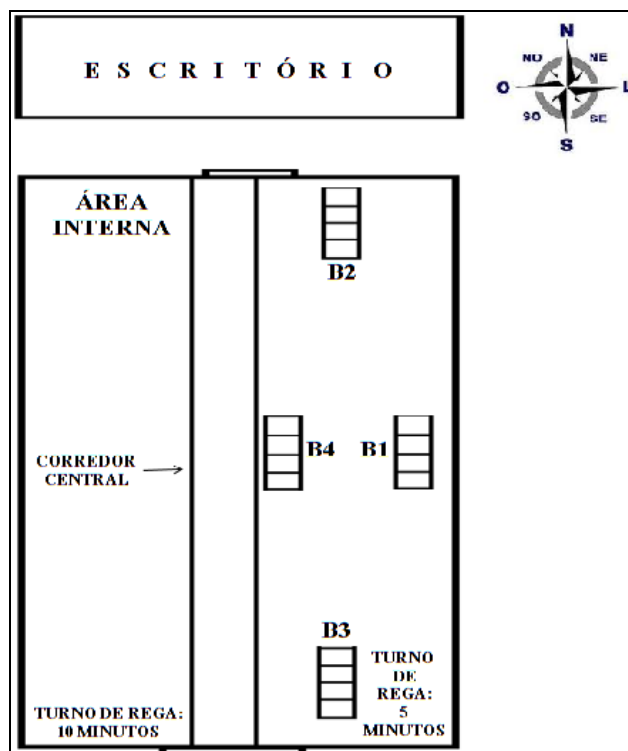 ESCRITÓRIO
N
NO
NE
O
L
SO
SE
S
ÁREA
INTERNA
B2
CORREDOR
CENTRAL
B4
B1
B3
TURNO
DE
REGA:
5
MINUTOS
TURNO DE REGA:
10 MINUTOS